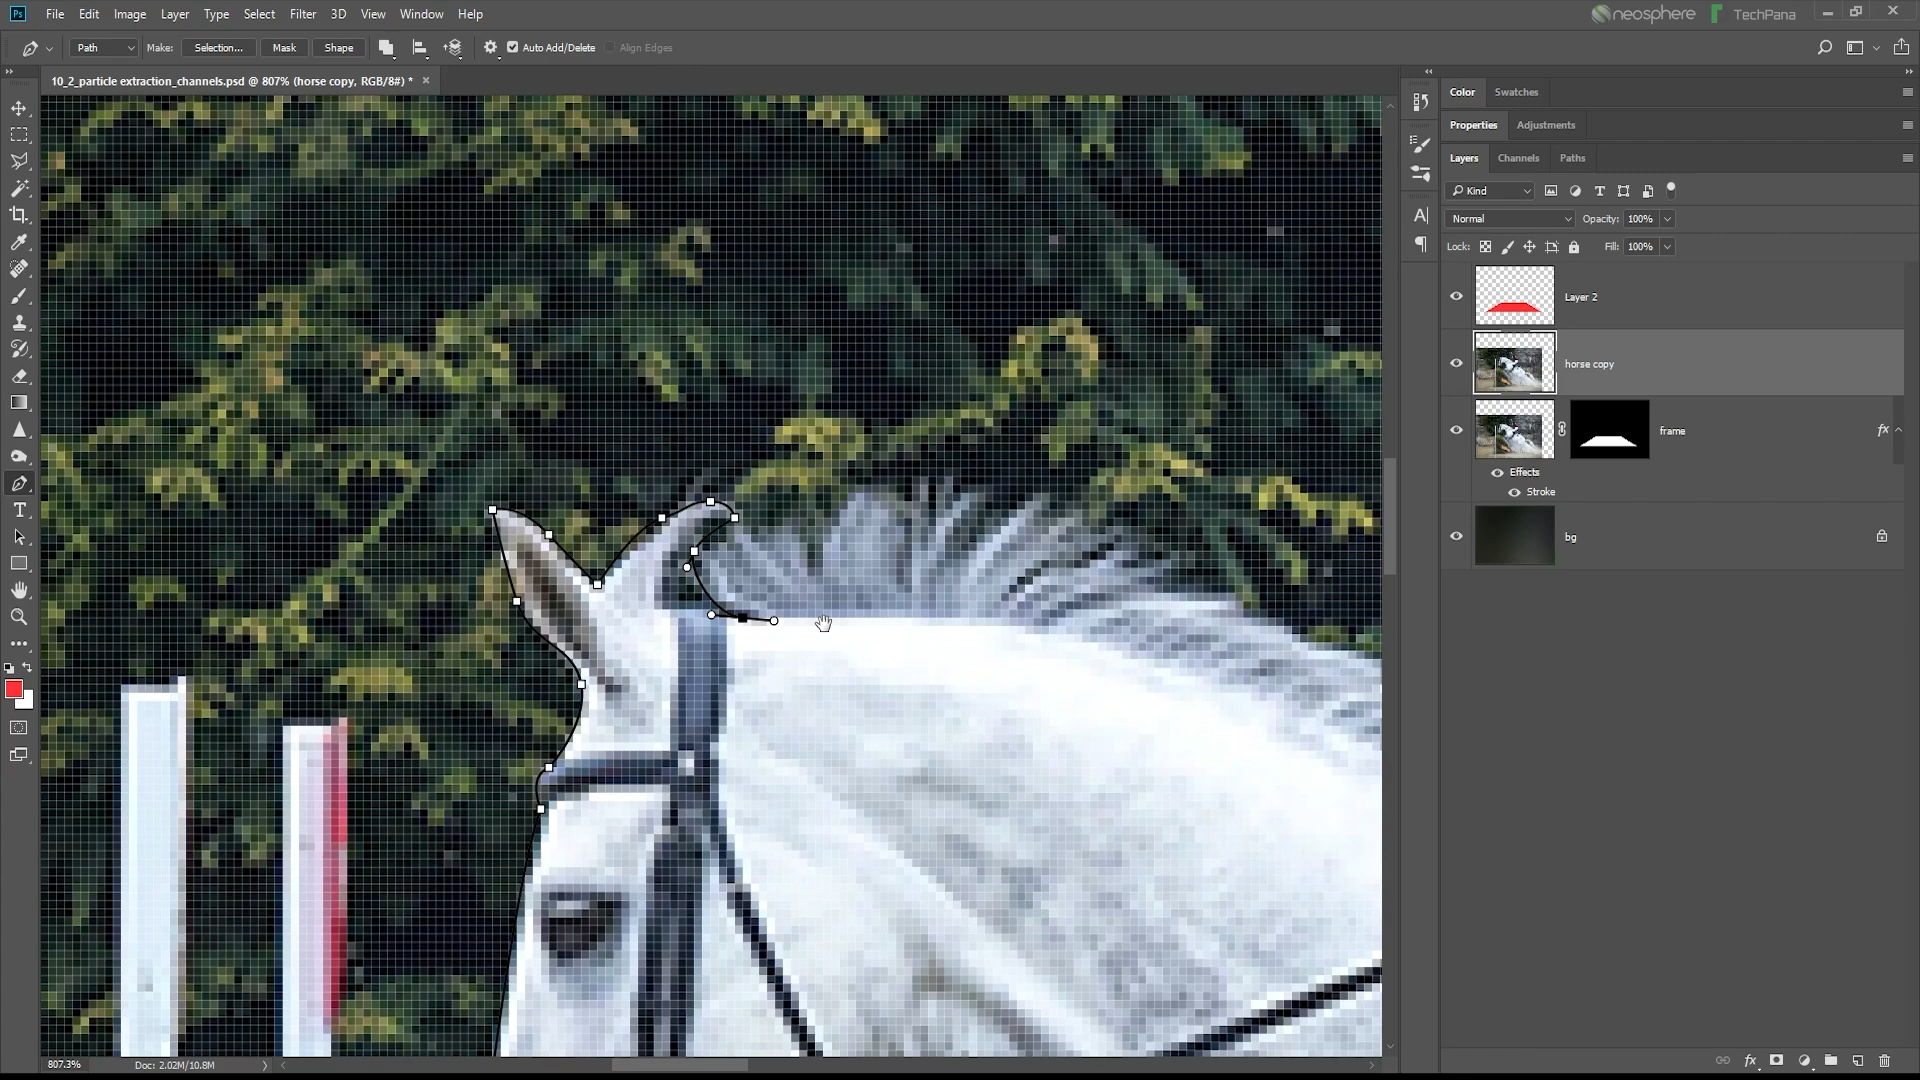 Ps File Edit Image Layer Type Select Filter 3D View Window Help
neosphere TechPana
Path Make: Selection... Mask Shape Auto Add/Delete Align Edges
10_2_particle extraction_channels.psd @ 807% (horse copy, RGB/8#) *
Color Swatches
Properties Adjustments
Layers Channels Paths
Kind
Normal Opacity: 100%
Lock: Fill: 100%
Layer 2
horse copy
frame fx
Effects
Stroke
bg
807.3% Doc: 2.02M/10.8M
fx